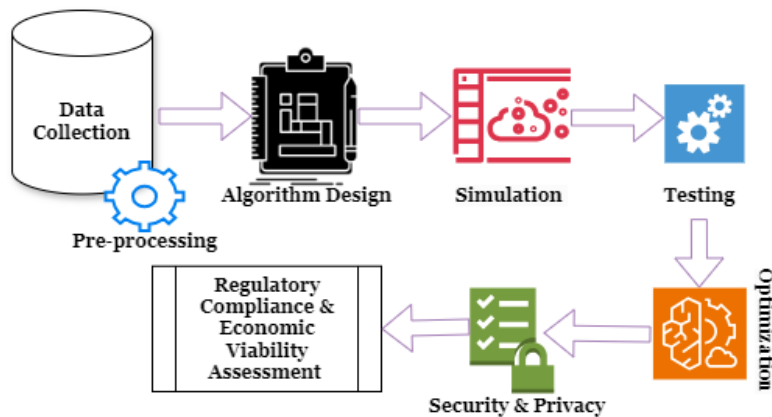 Data
Collection
Pre-processing
Algorithm Design
Simulation
Testing
Optimization
Security & Privacy
Regulatory
Compliance &
Economic
Viability
Assessment